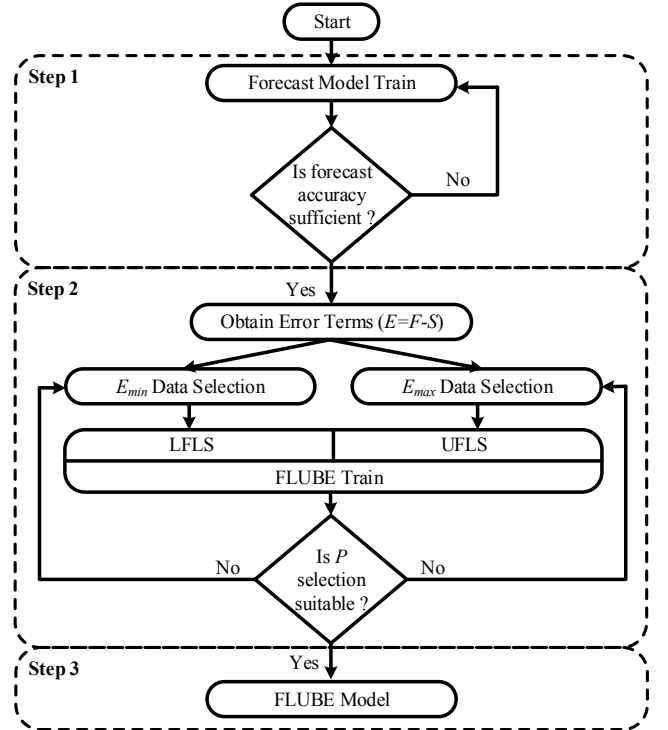 Start
Step 1
Forecast Model Train
Is forecast
accuracy
sufficient ?
No
Step 2
Yes
Obtain Error Terms (E=F-S)
Emin Data Selection
Emax Data Selection
LFLS
UFLS
FLUBE Train
No
Is P
selection
suitable ?
No
Yes
Step 3
FLUBE Model